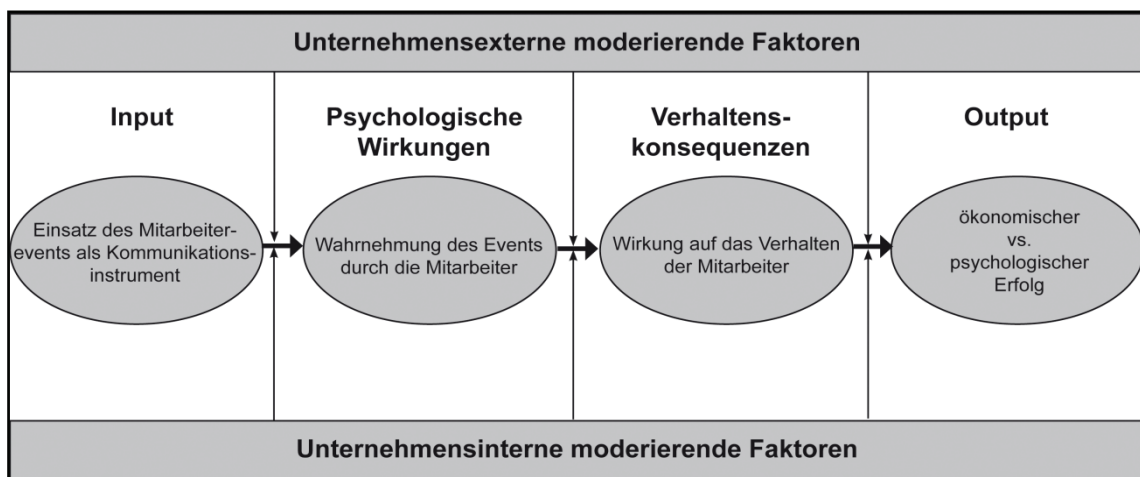 Unternehmensexterne moderierende Faktoren
Input
Psychologische
Wirkungen
Verhaltens-
konsequenzen
Output
Einsatz des Mitarbeiter-
events als Kommunikations-
instrument
Wahrnehmung des Events
durch die Mitarbeiter
Wirkung auf das Verhalten
der Mitarbeiter
ökonomischer
vs.
psychologischer
Erfolg
Unternehmensinterne moderierende Faktoren